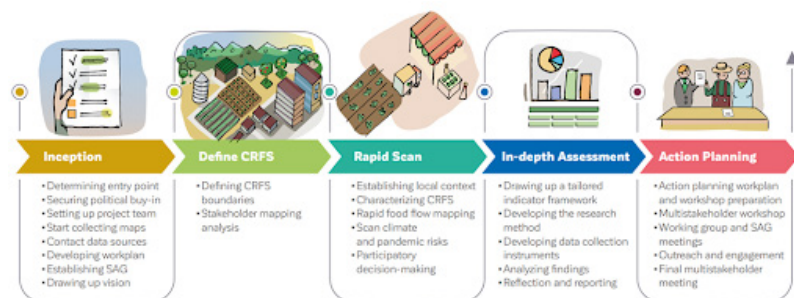 Inception
• Determining entry point
• Securing political buy-in
• Setting up project team
• Start collecting maps
• Contact data sources
• Developing workplan
• Establishing SAG
• Drawing up vision
Define CRFS
• Defining CRFS
boundaries
• Stakeholder mapping
analysis
Rapid Scan
• Establishing local context
• Characterizing CRFS
• Rapid food flow mapping
• Scan climate
and pandemic risks
• Participatory
decision-making
In-depth Assessment
• Drawing up a tailored
indicator framework
• Developing the research
method
• Developing data collection
instruments
• Analyzing findings
• Reflection and reporting
Action Planning
• Action planning workplan
and workshop preparation
• Multistakeholder workshop
• Working group and SAG
meetings
• Outreach and engagement
• Final multistakeholder
meeting